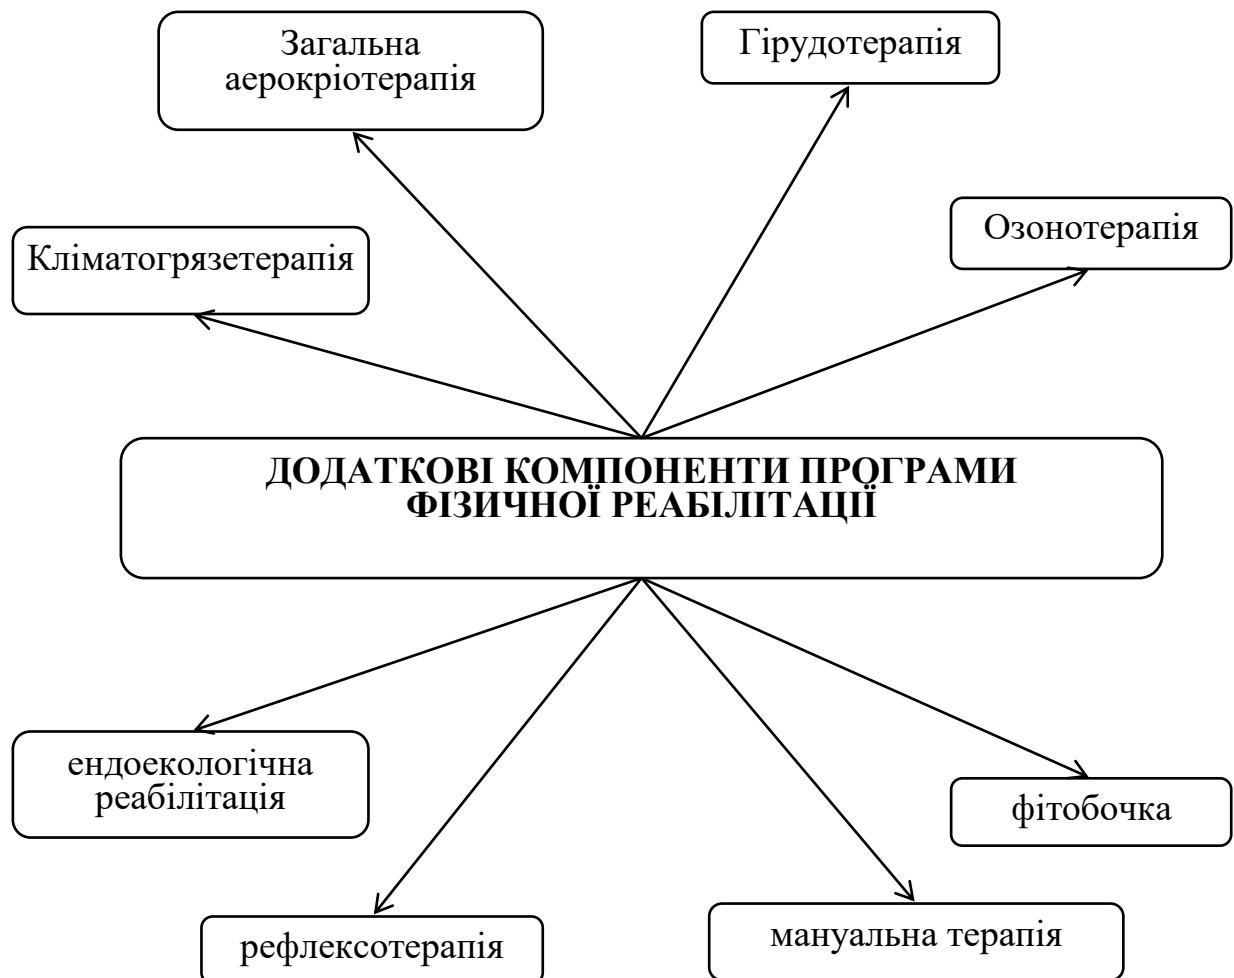 Загальна
аерокріотерапія
Гірудотерапія
Озонотерапія
Кліматогрязетерапія
ДОДАТКОВІ КОМПОНЕНТИ ПРОГРАМИ
ФІЗИЧНОЇ РЕАБІЛІТАЦІЇ
ендоекологічна
реабілітація
фітобочка
рефлексотерапія
мануальна терапія